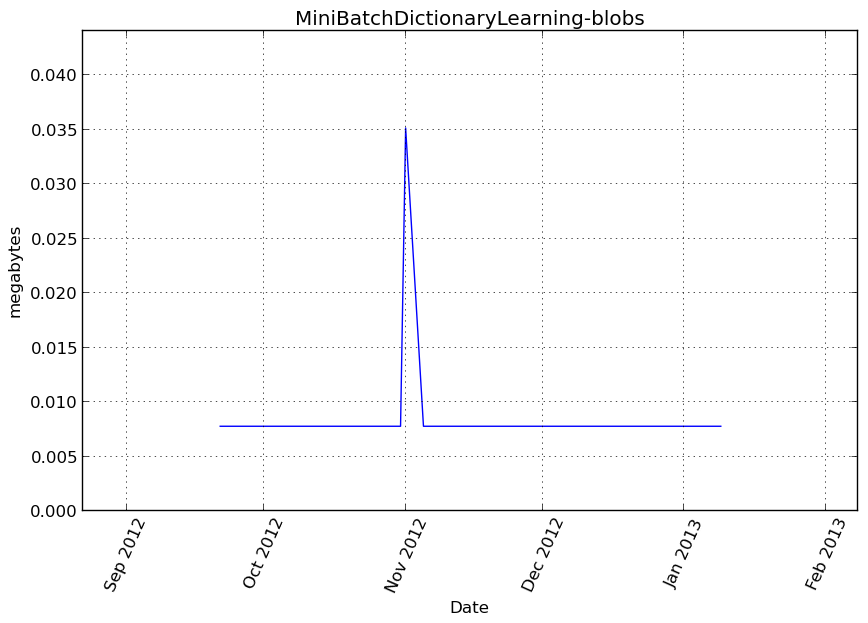 MiniBatchDictionaryLearning-blobs
0.040
0.035
0.030
0.025
0.020
0.015
0.010
0.005
0.000
megabytes
Sep 2012
Oct 2012
Nov 2012
Dec 2012
Jan 2013
Feb 2013
Date